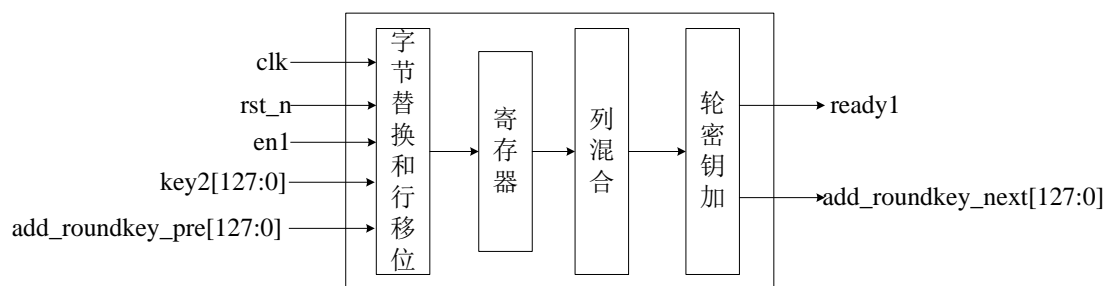 clk
rst_n
en1
key2[127:0]
add_roundkey_pre[127:0]
字节替换和行移位
寄存器
列混合
轮密钥加
ready1
add_roundkey_next[127:0]